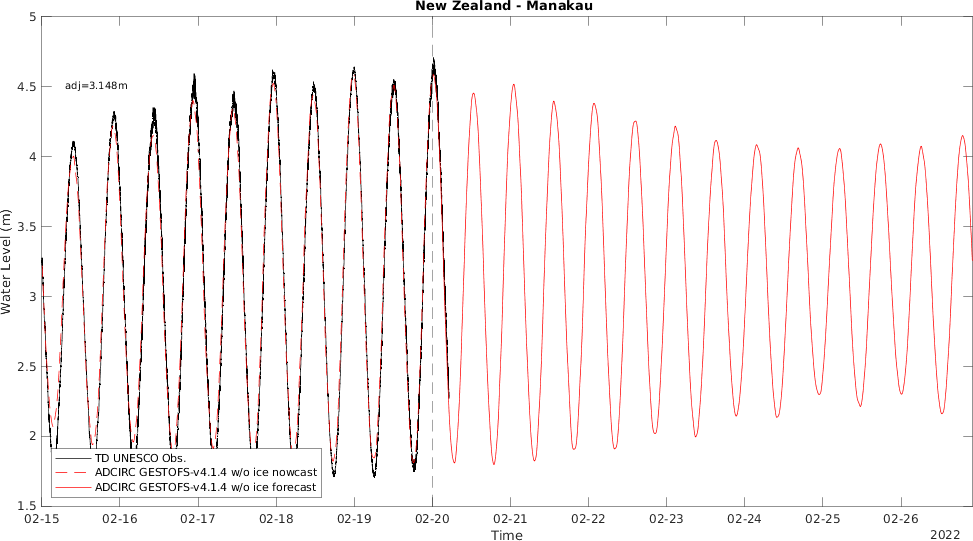 New Zealand - Manakau
5
4.5
4
3.5
3
2.5
2
1.5
Water Level (m)
adj=3.148m
TD UNESCO Obs.
ADCIRC GESTOFS-v4.1.4 w/o ice nowcast
ADCIRC GESTOFS-v4.1.4 w/o ice forecast
02-15 02-16 02-17 02-18 02-19 02-20 02-21 02-22 02-23 02-24 02-25 02-26
Time
2022